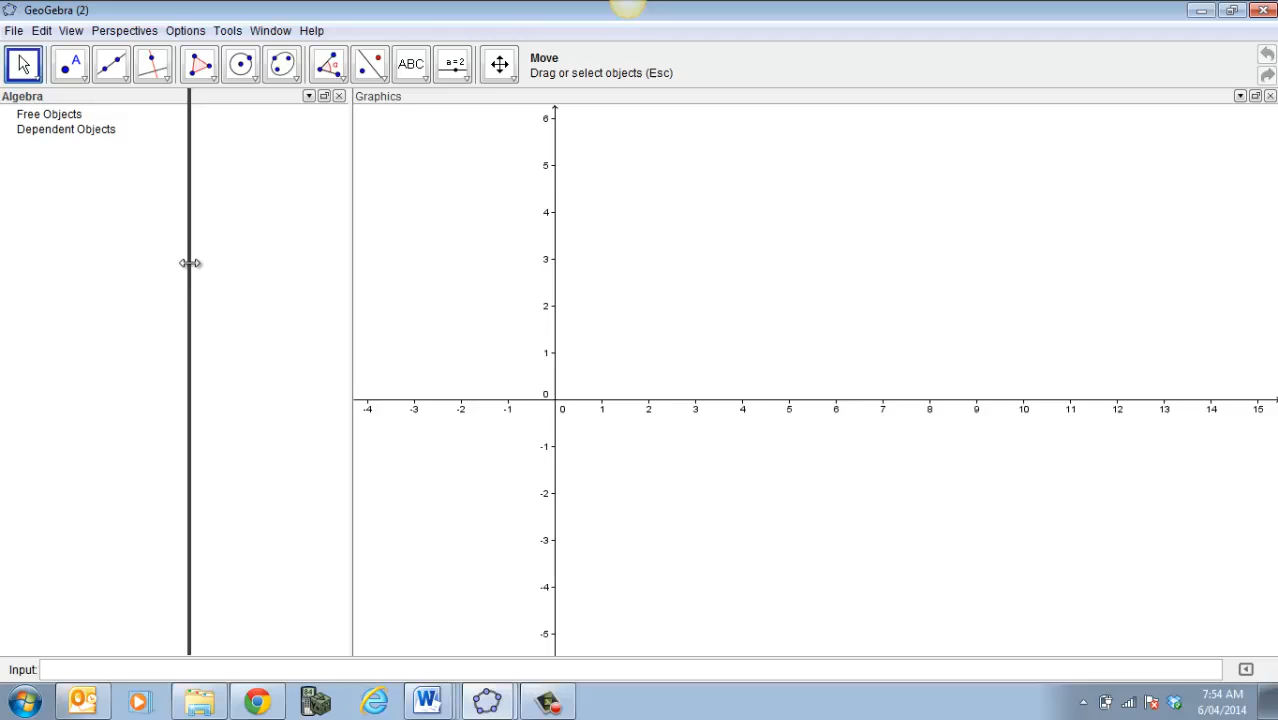 GeoGebra (2)
File Edit View Perspectives Options Tools Window Help
A
α
ABC
a=2
Move
Drag or select objects (Esc)
Algebra
Graphics
Free Objects
Dependent Objects
6
5
4
3
2
1
0
-4 -3 -2 -1 0 1 2 3 4 5 6 7 8 9 10 11 12 13 14 15
-1
-2
-3
-4
-5
Input:
7:54 AM
6/04/2014